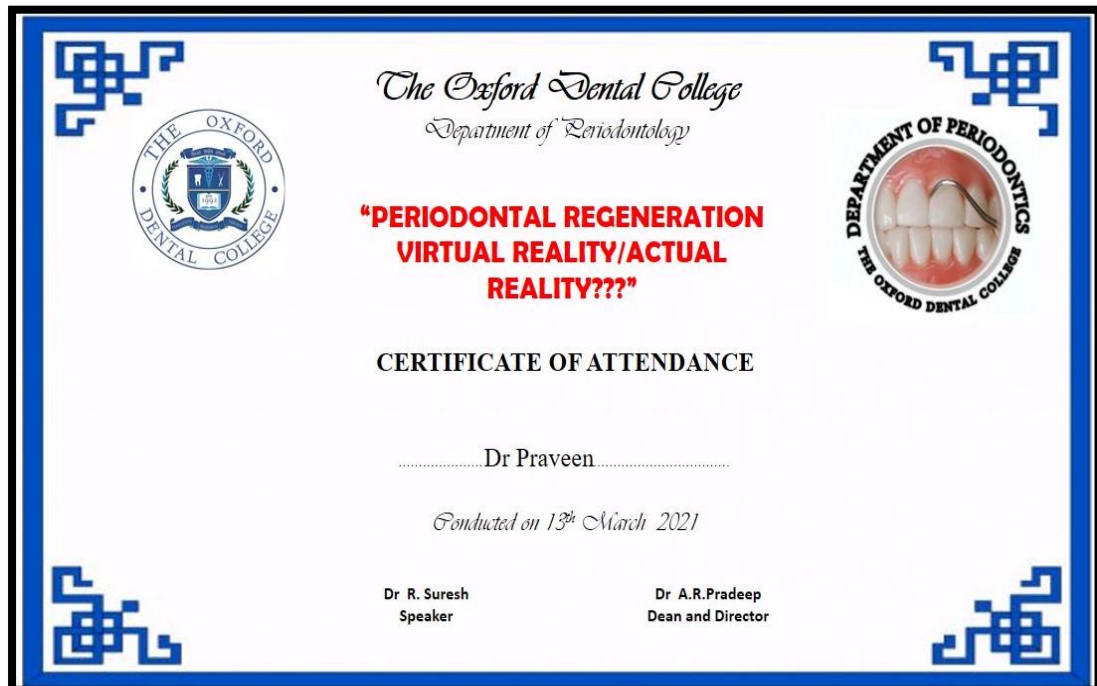 The Oxford Dental College
Department of Periodontology
THE OXFORD DENTAL COLLEGE
1992
DEPARTMENT OF PERIODONTICS
THE OXFORD DENTAL COLLEGE
“PERIODONTAL REGENERATION
VIRTUAL REALITY/ACTUAL
REALITY???”
CERTIFICATE OF ATTENDANCE
.....................Dr Praveen..................................
Conducted on 13th March 2021
Dr R. Suresh
Speaker
Dr A.R.Pradeep
Dean and Director